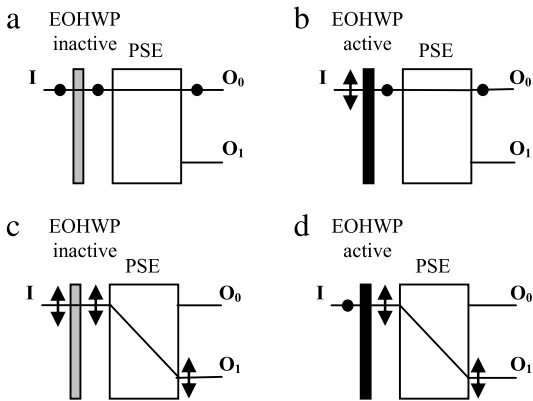 a
EOHWP
inactive
PSE
I
O0
O1
b
EOHWP
active
PSE
I
O0
O1
c
EOHWP
inactive
PSE
I
O0
O1
d
EOHWP
active
PSE
I
O0
O1